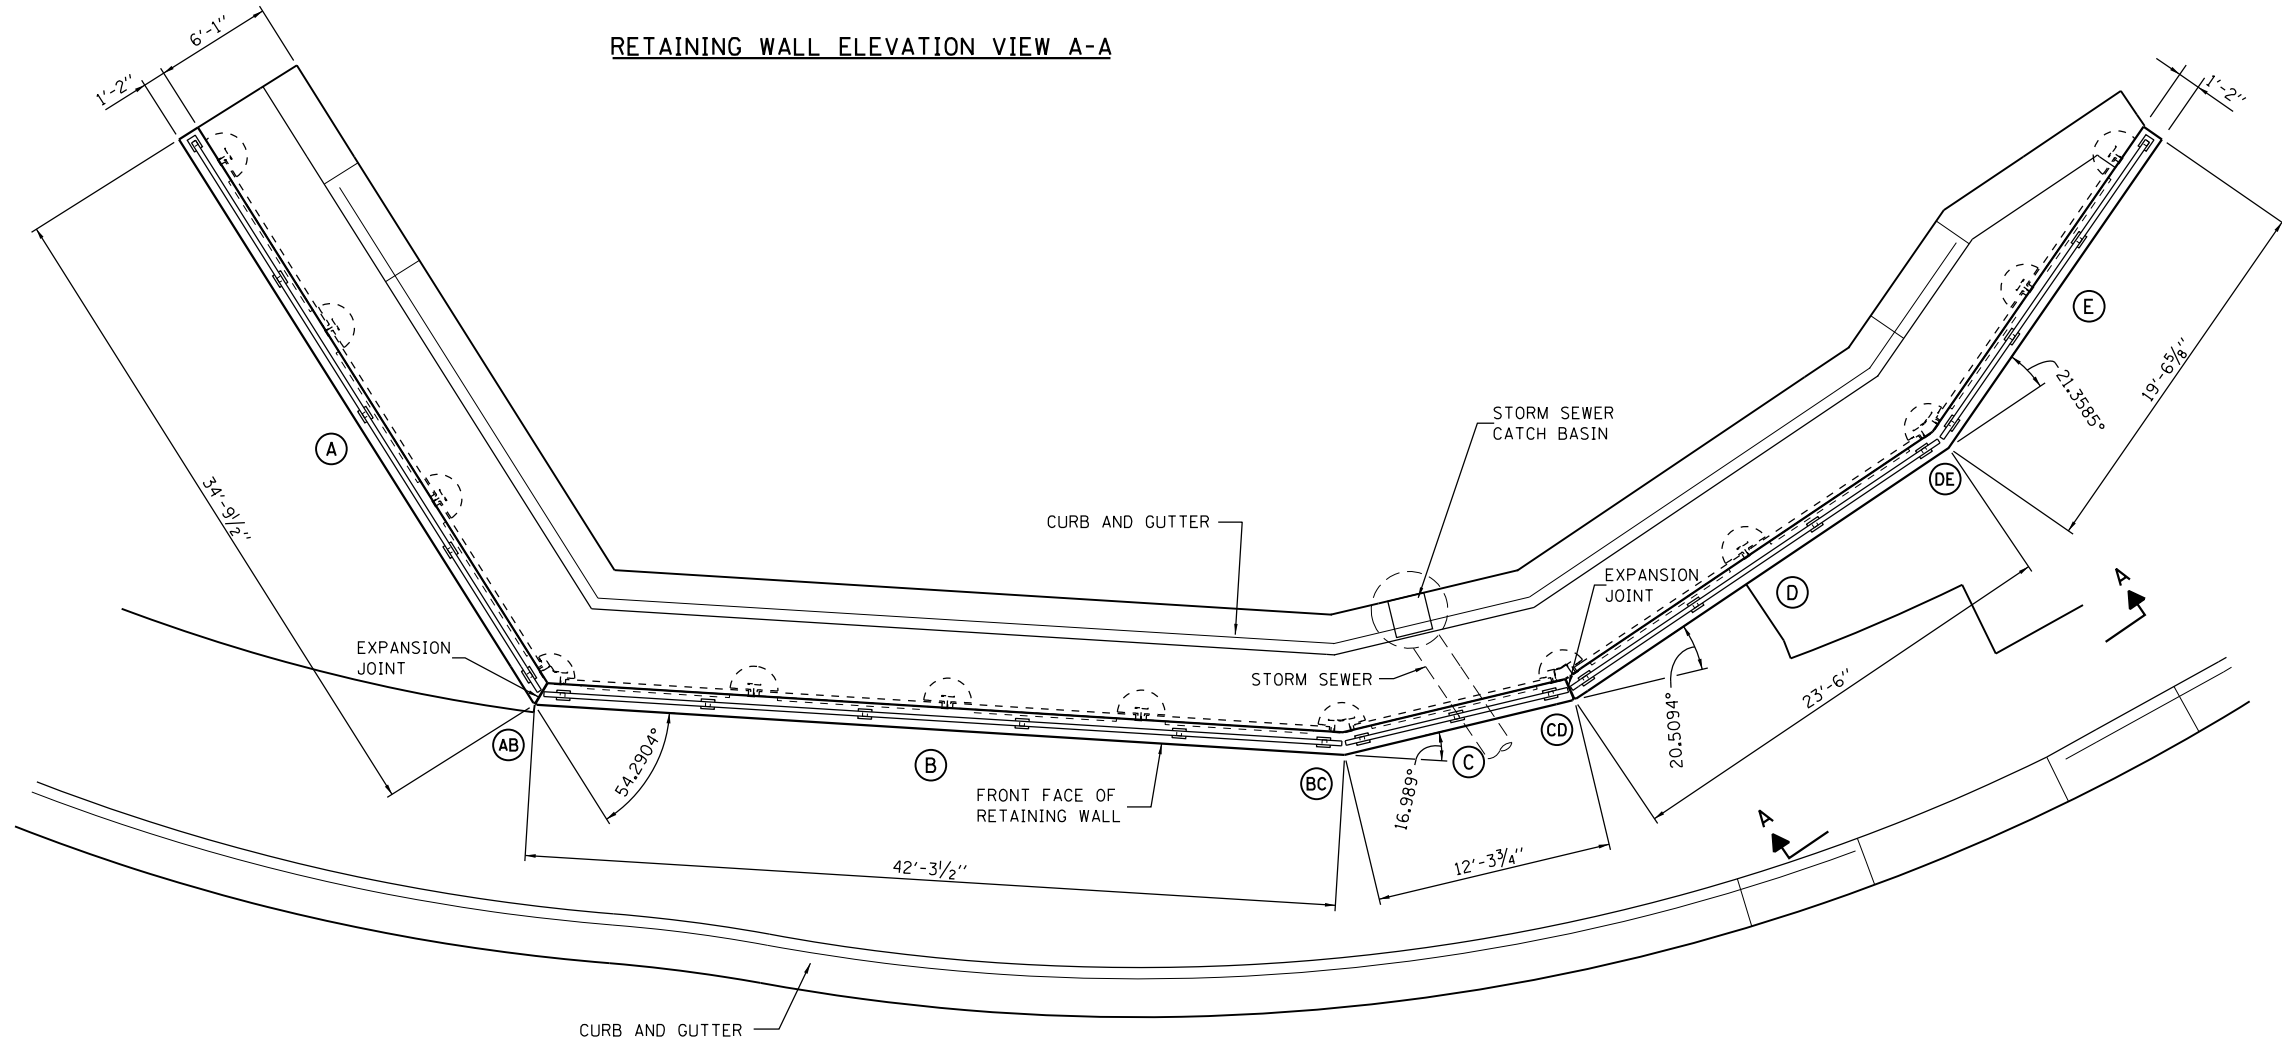 RETAINING WALL ELEVATION VIEW A-A
6'-1"
1'-2"
1'-2"
E
21.3585°
19'-6⅝"
STORM SEWER
CATCH BASIN
A
34'-9½"
DE
CURB AND GUTTER
EXPANSION
JOINT
D
A
EXPANSION
JOINT
STORM SEWER
23'-6"
20.5094°
AB
54.2904°
B
BC
C
CD
16.989°
FRONT FACE OF
RETAINING WALL
A
42'-3½"
12'-3¾"
CURB AND GUTTER